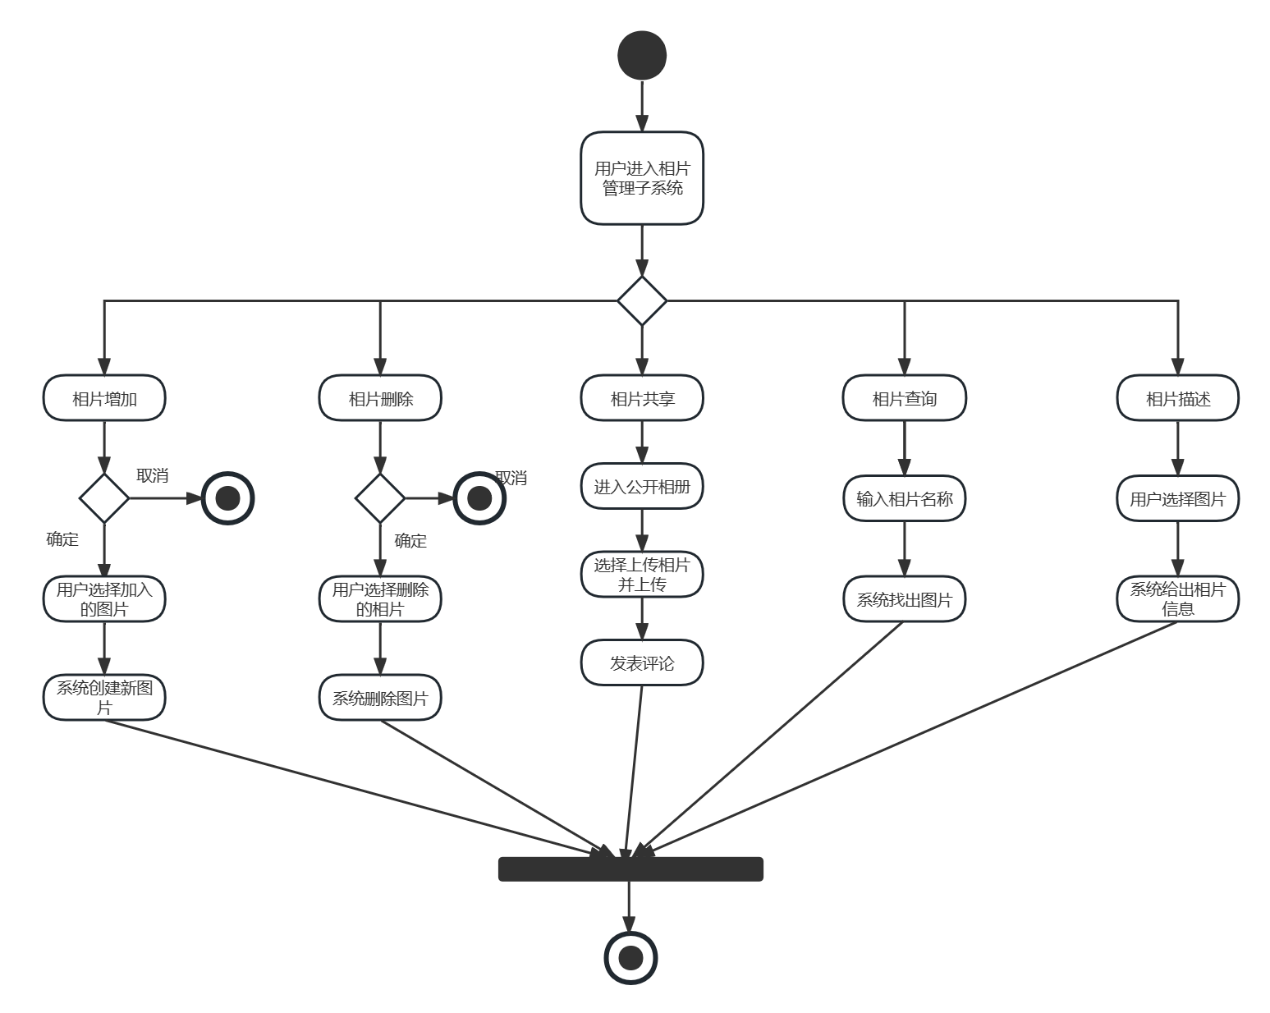 用户进入相片
管理子系统
相片增加
相片删除
相片共享
相片查询
相片描述
取消
取消
进入公开相册
输入相片名称
用户选择图片
确定
确定
选择上传相片
并上传
用户选择加入
的图片
用户选择删除
的相片
系统找出图片
系统给出相片
信息
发表评论
系统创建新图
片
系统删除图片